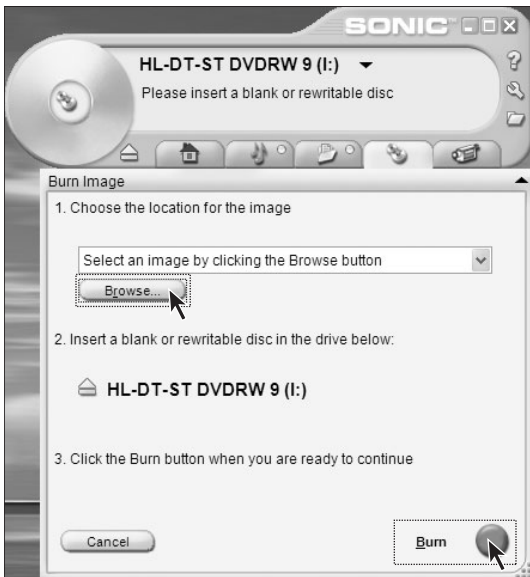 SONIC
HL-DT-ST DVDRW 9 (I:)
Please insert a blank or rewritable disc
Burn Image
1. Choose the location for the image
Select an image by clicking the Browse button
Browse...
2. Insert a blank or rewritable disc in the drive below:
HL-DT-ST DVDRW 9 (I:)
3. Click the Burn button when you are ready to continue
Cancel
Burn